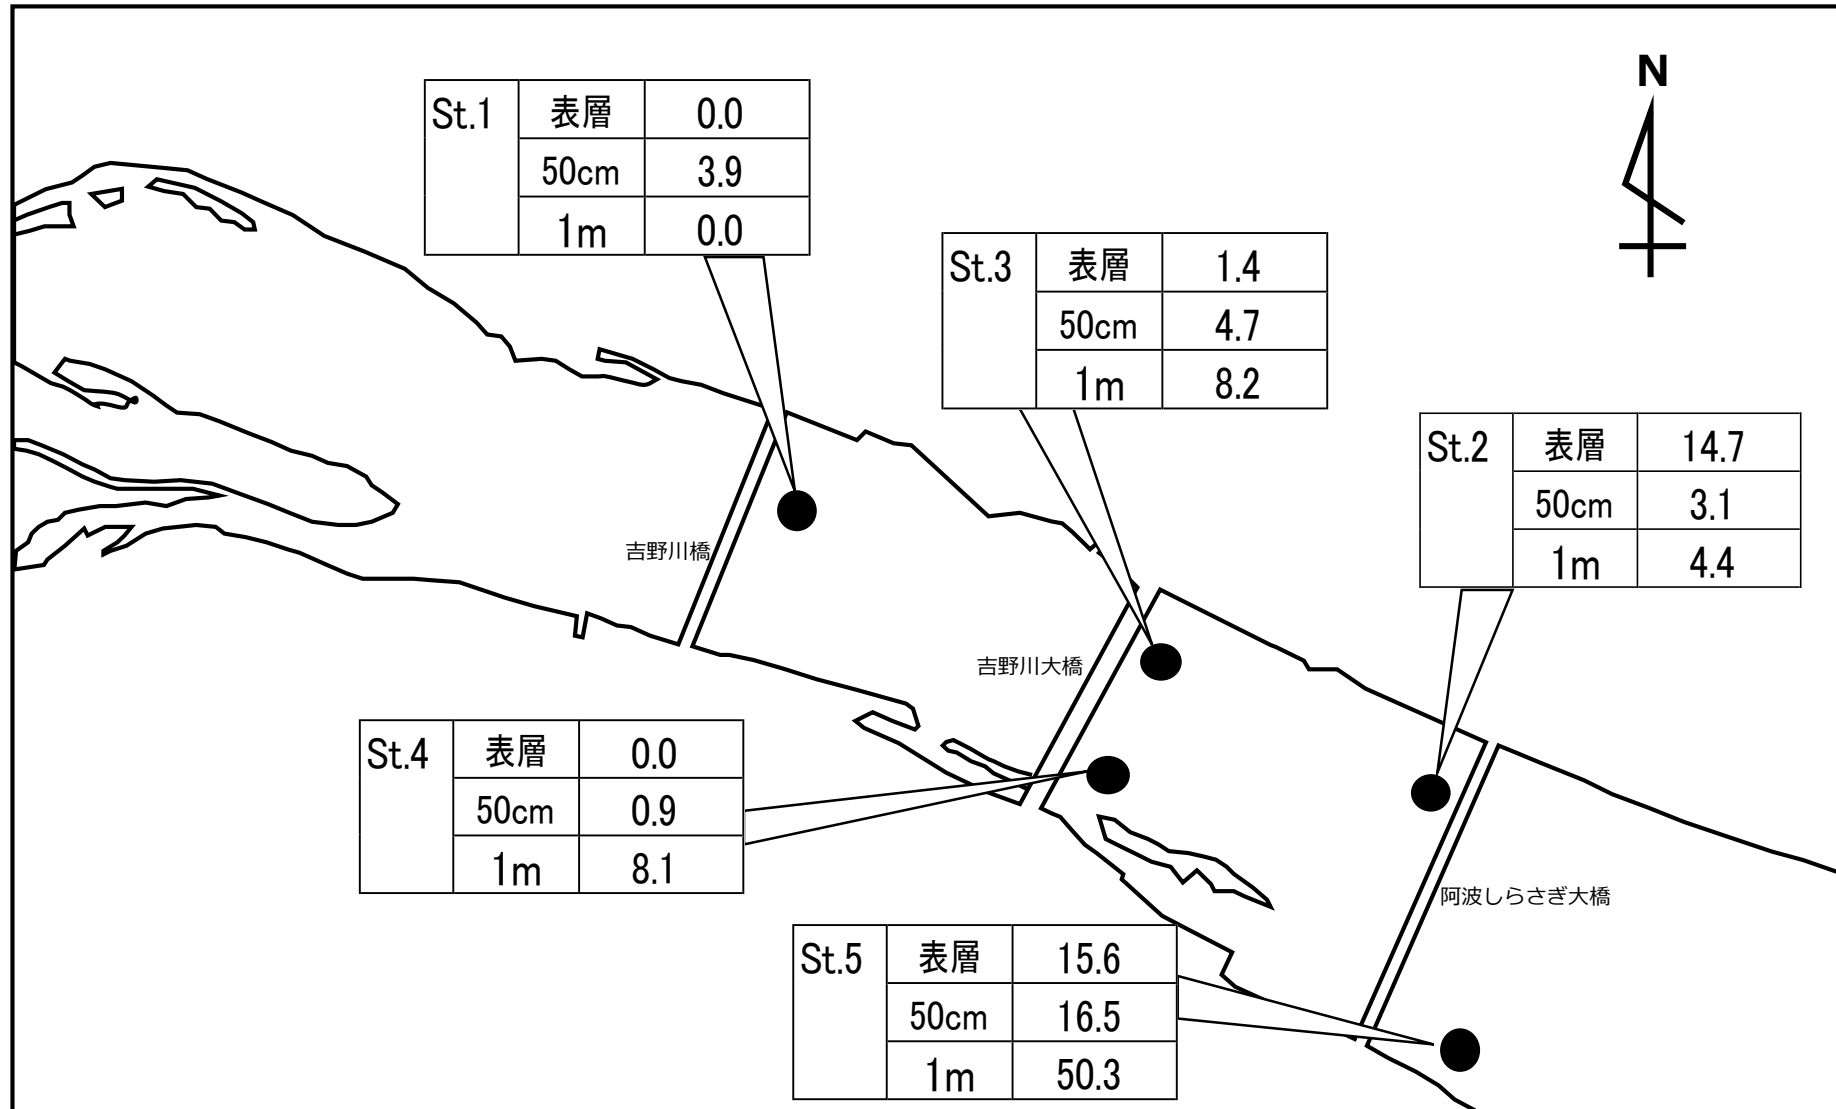 N
St.1 表層 0.0
50cm 3.9
1m 0.0
St.3 表層 1.4
50cm 4.7
1m 8.2
St.2 表層 14.7
50cm 3.1
1m 4.4
吉野川橋
吉野川大橋
St.4 表層 0.0
50cm 0.9
1m 8.1
阿波しらさぎ大橋
St.5 表層 15.6
50cm 16.5
1m 50.3